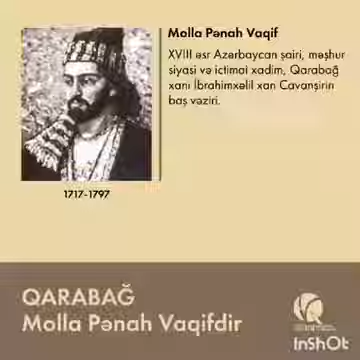 Molla Pənah Vaqif
XVIII əsr Azərbaycan şairi, məşhur
siyasi və ictimai xadim, Qarabağ
xanı İbrahimxəlil xan Cavanşirin
baş vəziri.
1717-1797
QARABAĞ
Molla Pənah Vaqifdir
InShOt